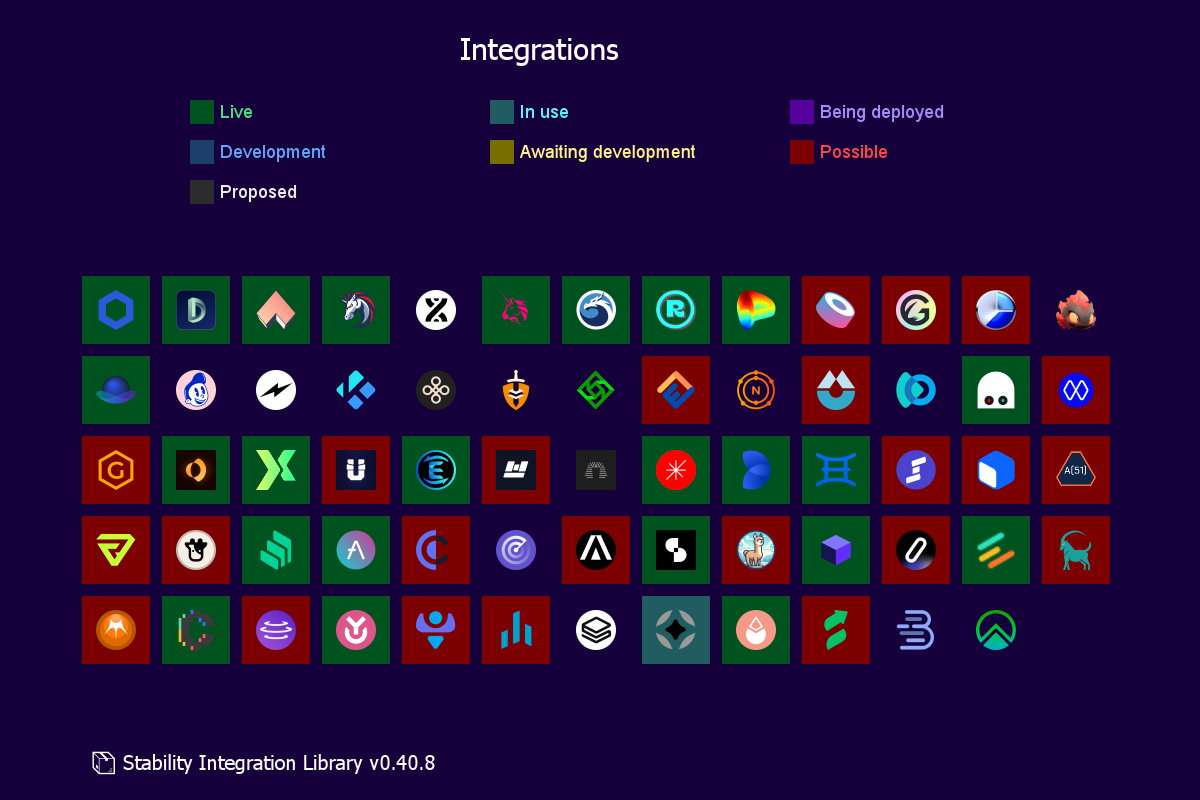 Integrations
Live
In use
Being deployed
Development
Awaiting development
Possible
Proposed
N
G
A(51)
Stability Integration Library v0.40.8